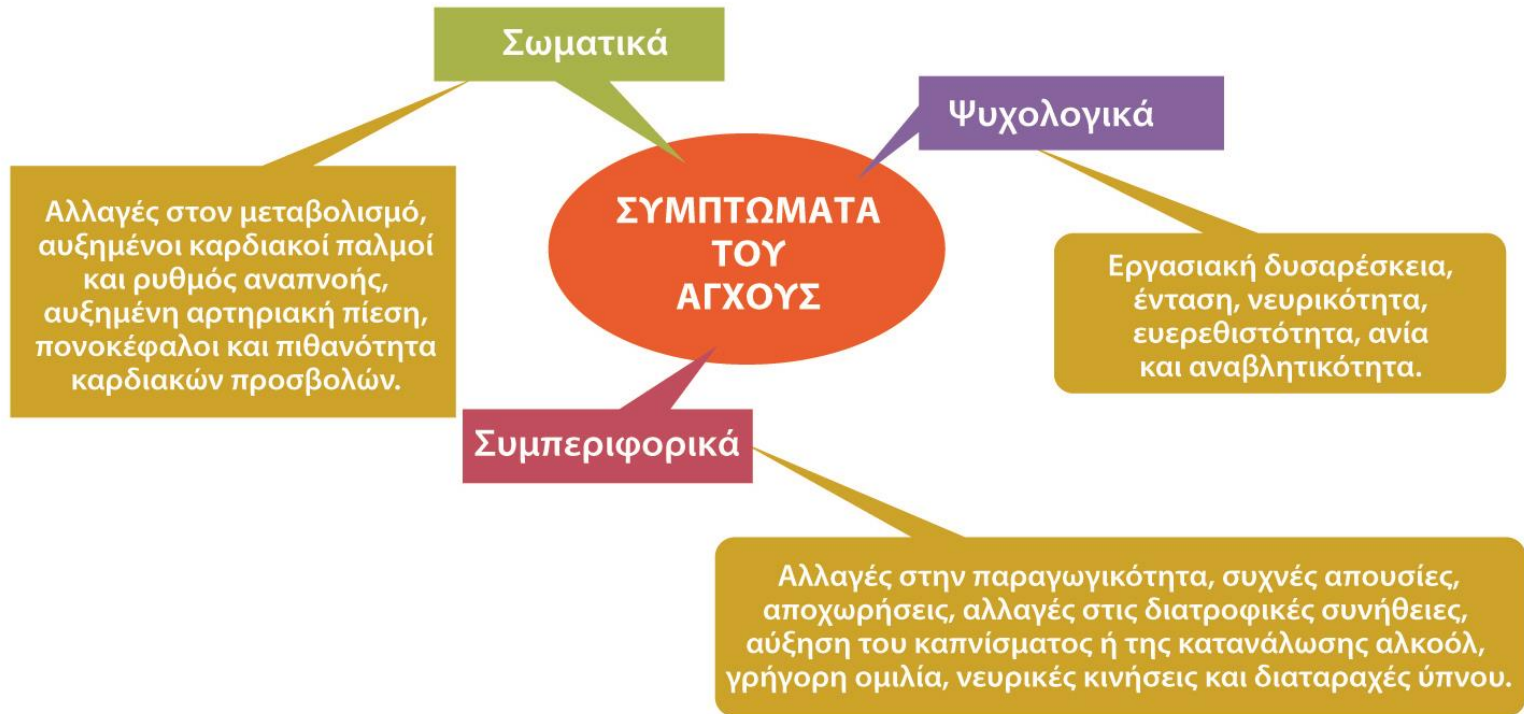 Σωματικά
Αλλαγές στον μεταβολισμό,
αυξημένοι καρδιακοί παλμοί
και ρυθμός αναπνοής,
αυξημένη αρτηριακή πίεση,
πονοκέφαλοι και πιθανότητα
καρδιακών προσβολών.
Ψυχολογικά
ΣΥΜΠΤΩΜΑΤΑ
ΤΟΥ
ΑΓΧΟΥΣ
Εργασιακή δυσαρέσκεια,
ένταση, νευρικότητα,
ευερεθιστότητα, ανία
και αναβλητικότητα.
Συμπεριφορικά
Αλλαγές στην παραγωγικότητα, συχνές απουσίες,
αποχωρήσεις, αλλαγές στις διατροφικές συνήθειες,
αύξηση του καπνίσματος ή της κατανάλωσης αλκοόλ,
γρήγορη ομιλία, νευρικές κινήσεις και διαταραχές ύπνου.